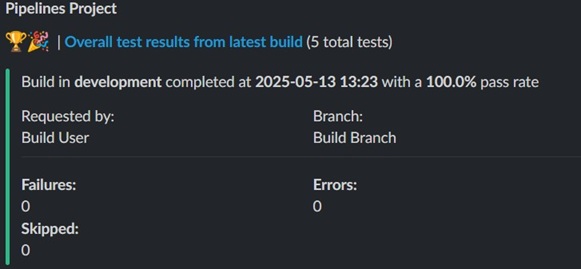 Pipelines Project
🏆🎉 | Overall test results from latest build (5 total tests)
Build in development completed at 2025-05-13 13:23 with a 100.0% pass rate
Requested by:
Build User
Branch:
Build Branch
Failures:
0
Errors:
0
Skipped:
0